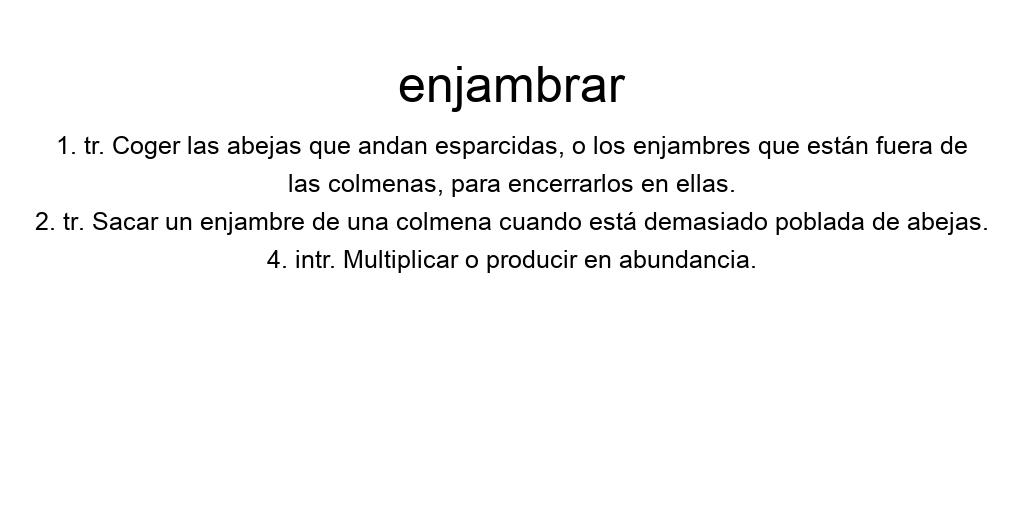 enjambrar
1. tr. Coger las abejas que andan esparcidas, o los enjambres que están fuera de
las colmenas, para encerrarlos en ellas.
2. tr. Sacar un enjambre de una colmena cuando está demasiado poblada de abejas.
4. intr. Multiplicar o producir en abundancia.